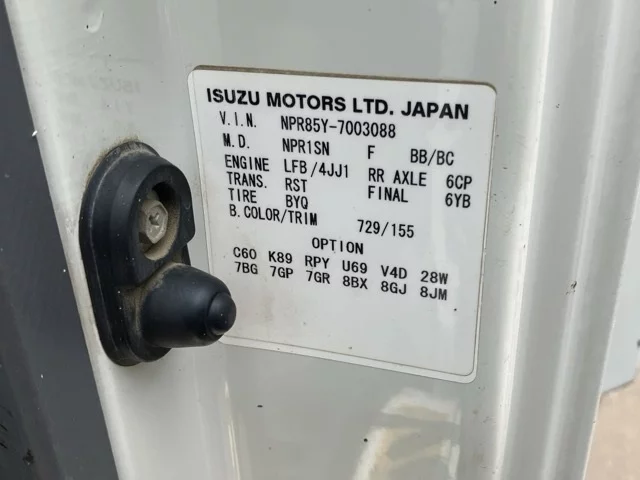 ISUZU MOTORS LTD. JAPAN
V.I.N. NPR85Y-7003088
M.D. NPR1SN F BB/BC
ENGINE LFB/4JJ1 RR AXLE 6CP
TRANS. RST FINAL 6YB
TIRE BYQ
B.COLOR/TRIM 729/155
OPTION
C60 K89 RPY U69 V4D 28W
7BG 7GP 7GR 8BX 8GJ 8JM